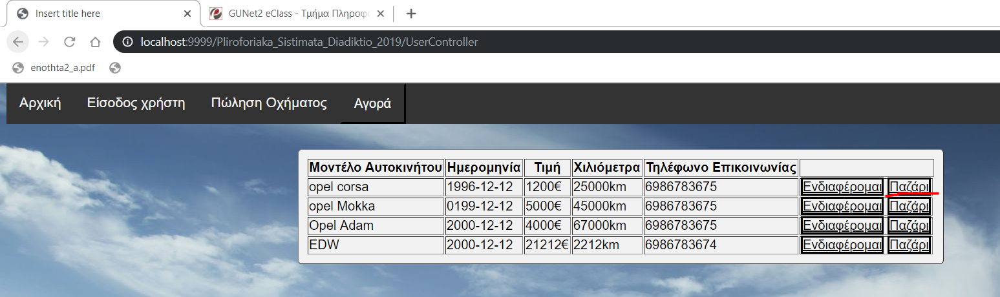 Insert title here
GUNet2 eClass - Τμήμα Πληροφο
localhost:9999/Pliroforiaka_Sistimata_Diadiktio_2019/UserController
enothta2_a.pdf
Αρχική Είσοδος χρήστη Πώληση Οχήματος Αγορά
Μοντέλο Αυτοκινήτου Ημερομηνία Τιμή Χιλιόμετρα Τηλέφωνο Επικοινωνίας
opel corsa 1996-12-12 1200€ 25000km 6986783675 Ενδιαφέρομαι Παζάρι
opel Mokka 0199-12-12 5000€ 45000km 6986783675 Ενδιαφέρομαι Παζάρι
Opel Adam 2000-12-12 4000€ 67000km 6986783675 Ενδιαφέρομαι Παζάρι
EDW 2000-12-12 21212€ 2212km 6986783674 Ενδιαφέρομαι Παζάρι